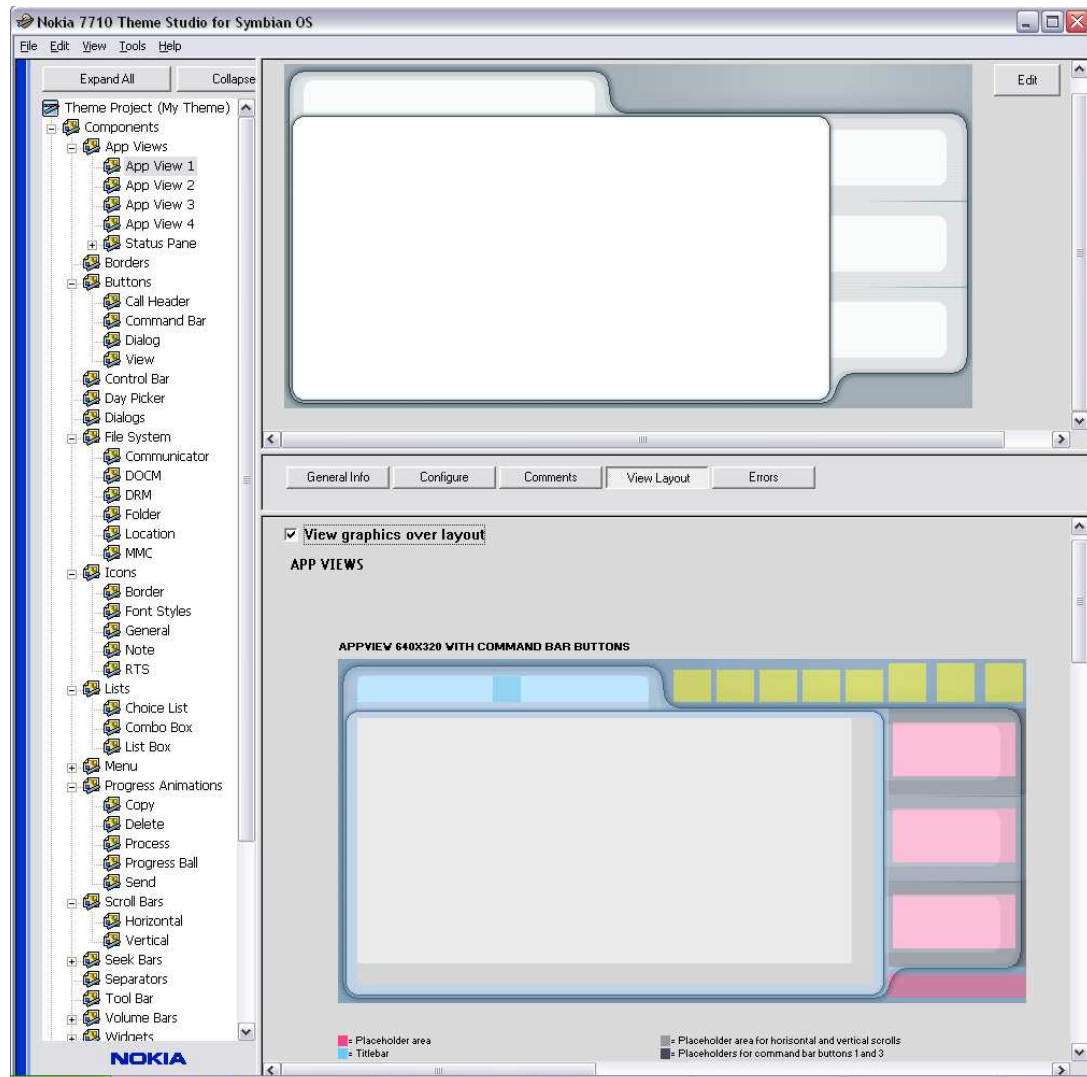 Nokia 7710 Theme Studio for Symbian OS
File Edit View Tools Help
Expand All Collapse
Theme Project (My Theme)
Components
App Views
App View 1
App View 2
App View 3
App View 4
Status Pane
Borders
Buttons
Call Header
Command Bar
Dialog
View
Control Bar
Day Picker
Dialogs
File System
Communicator
DOCM
DRM
Folder
Location
MMC
Icons
Border
Font Styles
General
Note
RTS
Lists
Choice List
Combo Box
List Box
Menu
Progress Animations
Copy
Delete
Process
Progress Ball
Send
Scroll Bars
Horizontal
Vertical
Seek Bars
Separators
Tool Bar
Volume Bars
Widgets
NOKIA
Edit
General Info Configure Comments View Layout Errors
View graphics over layout
APP VIEWS
APPVIEW 640X320 WITH COMMAND BAR BUTTONS
= Placeholder area
= Titlebar
= Placeholder area for horisontal and vertical scrolls
= Placeholders for command bar buttons 1 and 3